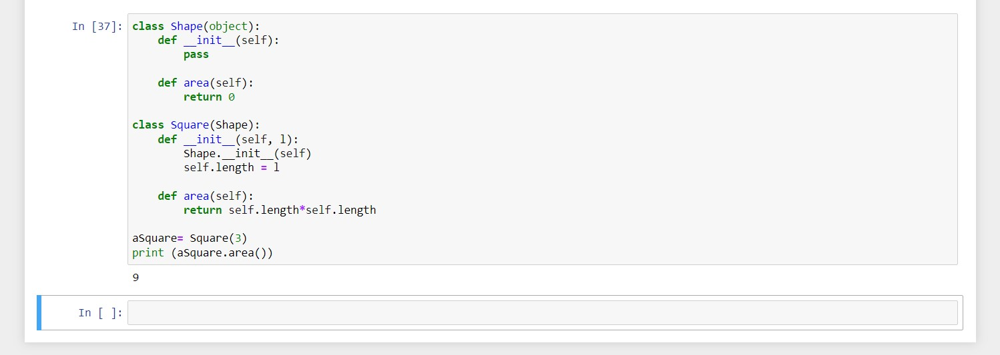 In [37]: class Shape(object):
    def __init__(self):
        pass

    def area(self):
        return 0

class Square(Shape):
    def __init__(self, l):
        Shape.__init__(self)
        self.length = l

    def area(self):
        return self.length*self.length

aSquare= Square(3)
print (aSquare.area())
9
In [ ]: